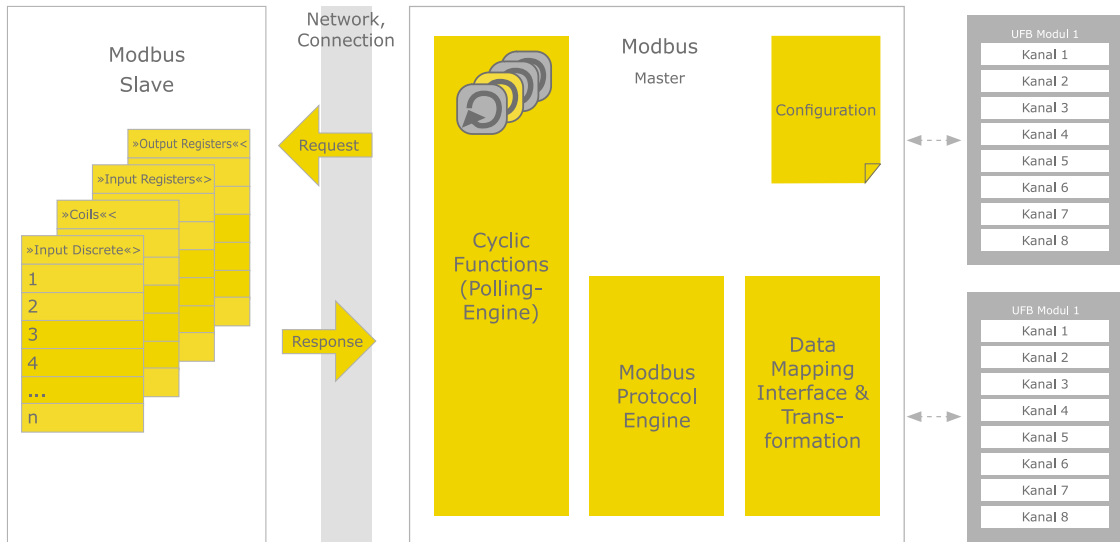 Modbus
Slave
»Output Registers«<
»Input Registers«>
»Coils«<
»Input Discrete«>
1
2
3
4
...
n
Network,
Connection
Request
Response
Modbus
Master
Cyclic
Functions
(Polling-
Engine)
Modbus
Protocol
Engine
Configuration
Data
Mapping
Interface &
Trans-
formation
UFB Modul 1
Kanal 1
Kanal 2
Kanal 3
Kanal 4
Kanal 5
Kanal 6
Kanal 7
Kanal 8
UFB Modul 1
Kanal 1
Kanal 2
Kanal 3
Kanal 4
Kanal 5
Kanal 6
Kanal 7
Kanal 8